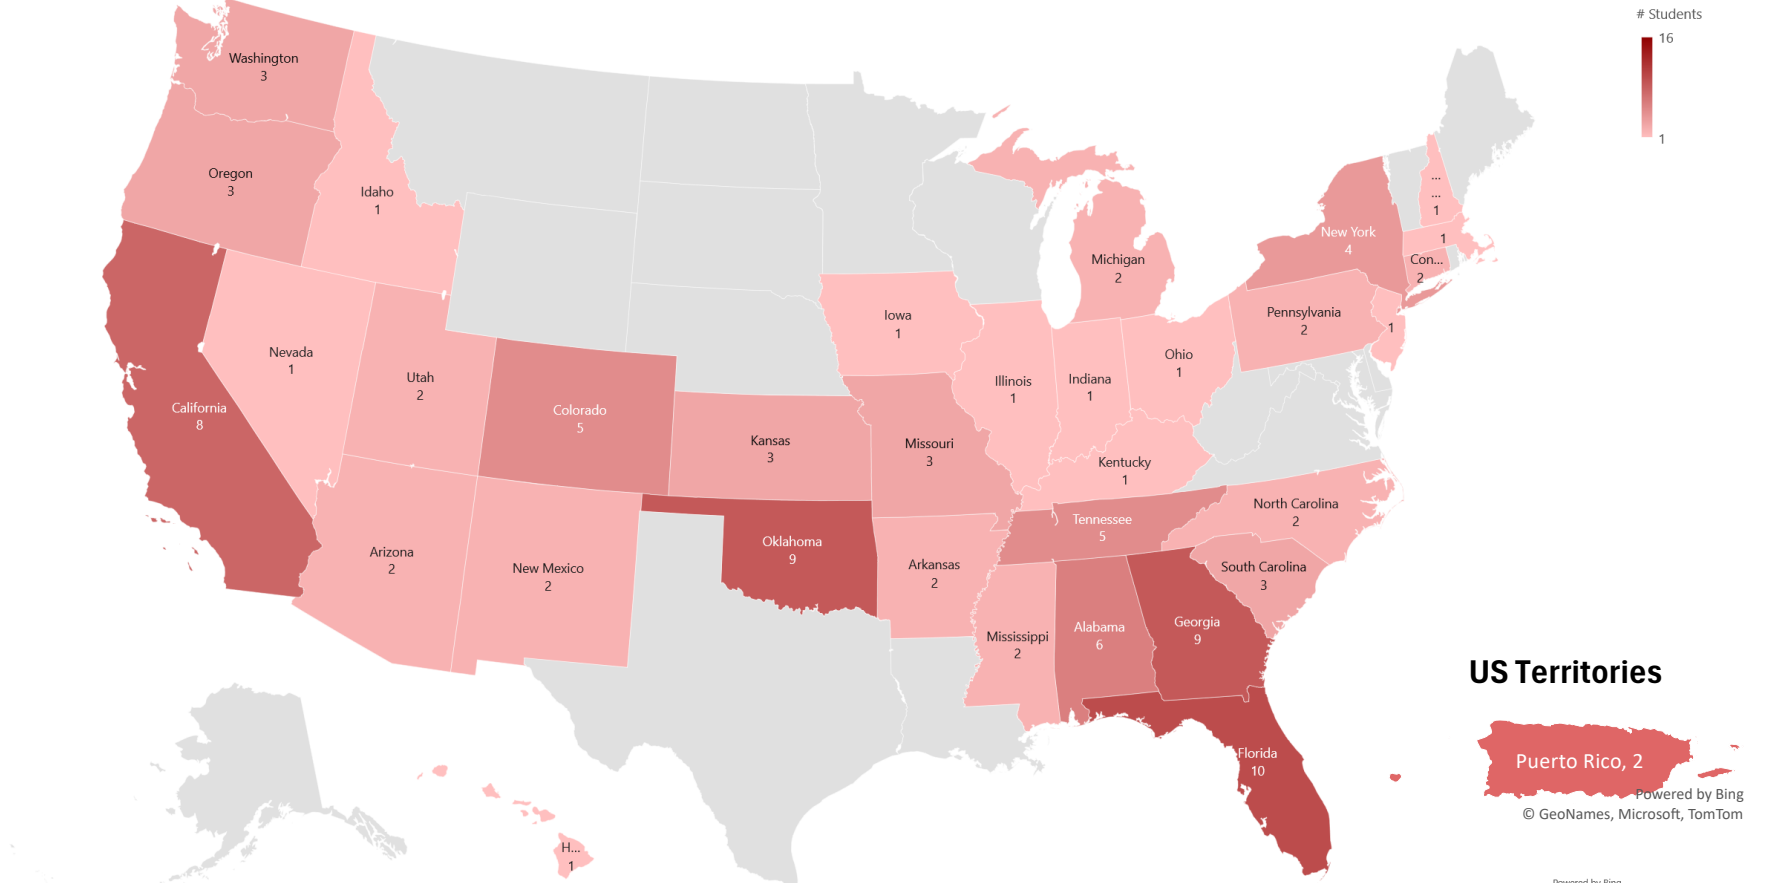 # Students
16
1
Washington
3
Oregon
3
Idaho
1
California
8
Nevada
1
Utah
2
Colorado
5
Arizona
2
New Mexico
2
Kansas
3
Oklahoma
9
Iowa
1
Missouri
3
Arkansas
2
Mississippi
2
Illinois
1
Indiana
1
Michigan
2
Ohio
1
Kentucky
1
Tennessee
5
Alabama
6
Georgia
9
Florida
10
South Carolina
3
North Carolina
2
Pennsylvania
2
New York
4
...
...
1
1
Con...
2
1
H...
1
US Territories
Puerto Rico, 2
Powered by Bing
© GeoNames, Microsoft, TomTom
Powered by Bing